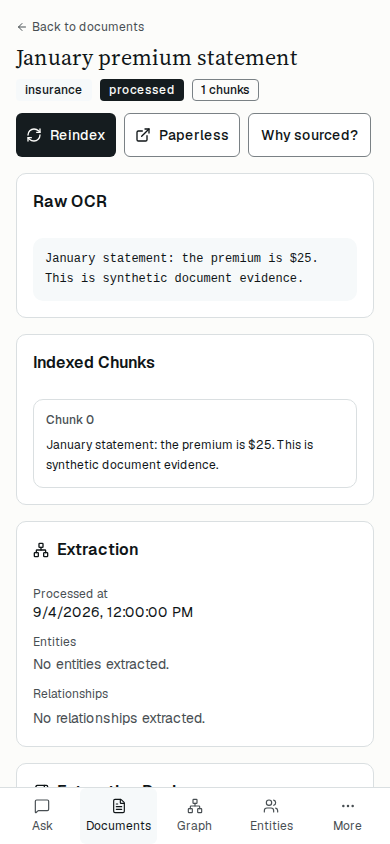 Back to documents
January premium statement
insurance processed 1 chunks
Reindex Paperless Why sourced?
Raw OCR
January statement: the premium is $25.
This is synthetic document evidence.
Indexed Chunks
Chunk 0
January statement: the premium is $25. This is
synthetic document evidence.
Extraction
Processed at
9/4/2026, 12:00:00 PM
Entities
No entities extracted.
Relationships
No relationships extracted.
Ask Documents Graph Entities More